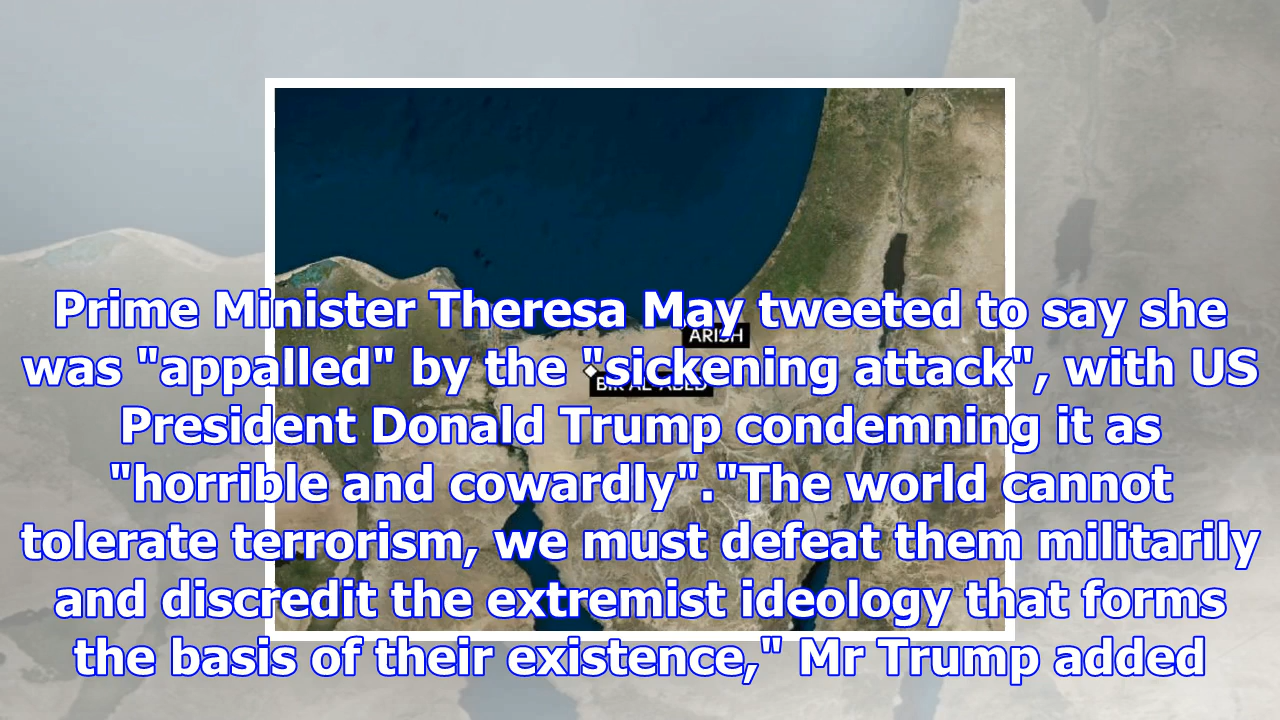 Prime Minister Theresa May tweeted to say she
ARISH
was "appalled" by the "sickening attack", with US
BIR AL-ABED
President Donald Trump condemning it as
"horrible and cowardly"."The world cannot
tolerate terrorism, we must defeat them militarily
and discredit the extremist ideology that forms
the basis of their existence," Mr Trump added